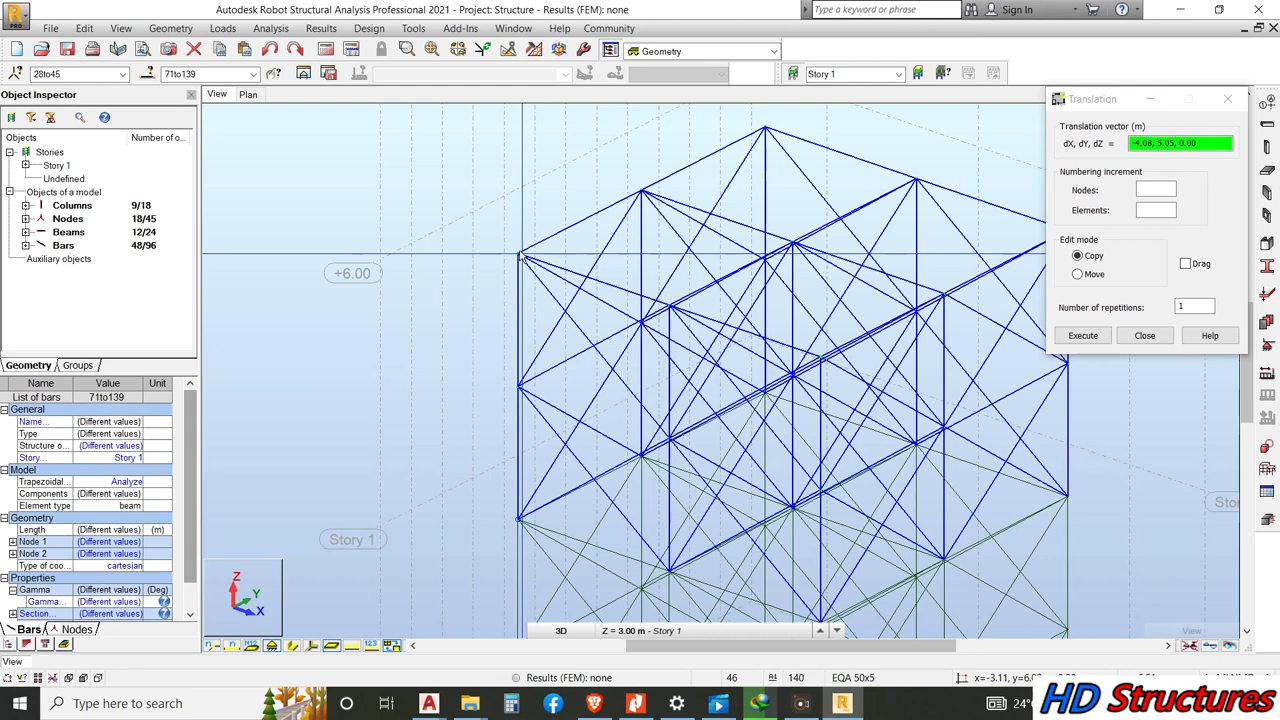 Autodesk Robot Structural Analysis Professional 2021 - Project: Structure - Results (FEM): none
Type a keyword or phrase
Sign In
PRO
File Edit View Geometry Loads Analysis Results Design Tools Add-Ins Window Help Community
Geometry
28to45
71to139
Story 1
Object Inspector
View Plan
Objects Number of o...
Stories
Story 1
Undefined
Objects of a model
Columns 9/18
Nodes 18/45
Beams 12/24
Bars 48/96
Auxiliary objects
Geometry Groups
Name Value Unit
List of bars 71to139
General
Name... (Different values)
Type (Different values)
Structure o... (Different values)
Story... Story 1
Model
Trapezoidal... Analyze
Components (Different values)
Element type beam
Geometry
Length (Different values) (m)
Node 1 (Different values)
Node 2 (Different values)
Type of coo... cartesian
Properties
Gamma (Different values) (Deg)
Gamma... (Different values)
Section... (Different values)
Bars Nodes
+6.00
Story 1
Z
Y
X
Translation
Translation vector (m)
dX, dY, dZ = -4.08, 5.05, 0.00
Numbering increment
Nodes:
Elements:
Edit mode
Copy
Move
Drag
Number of repetitions: 1
Execute Close Help
3D Z = 3.00 m - Story 1
View
View
Results (FEM): none 46 140 EQA 50x5
Type here to search
24°
HD Structures